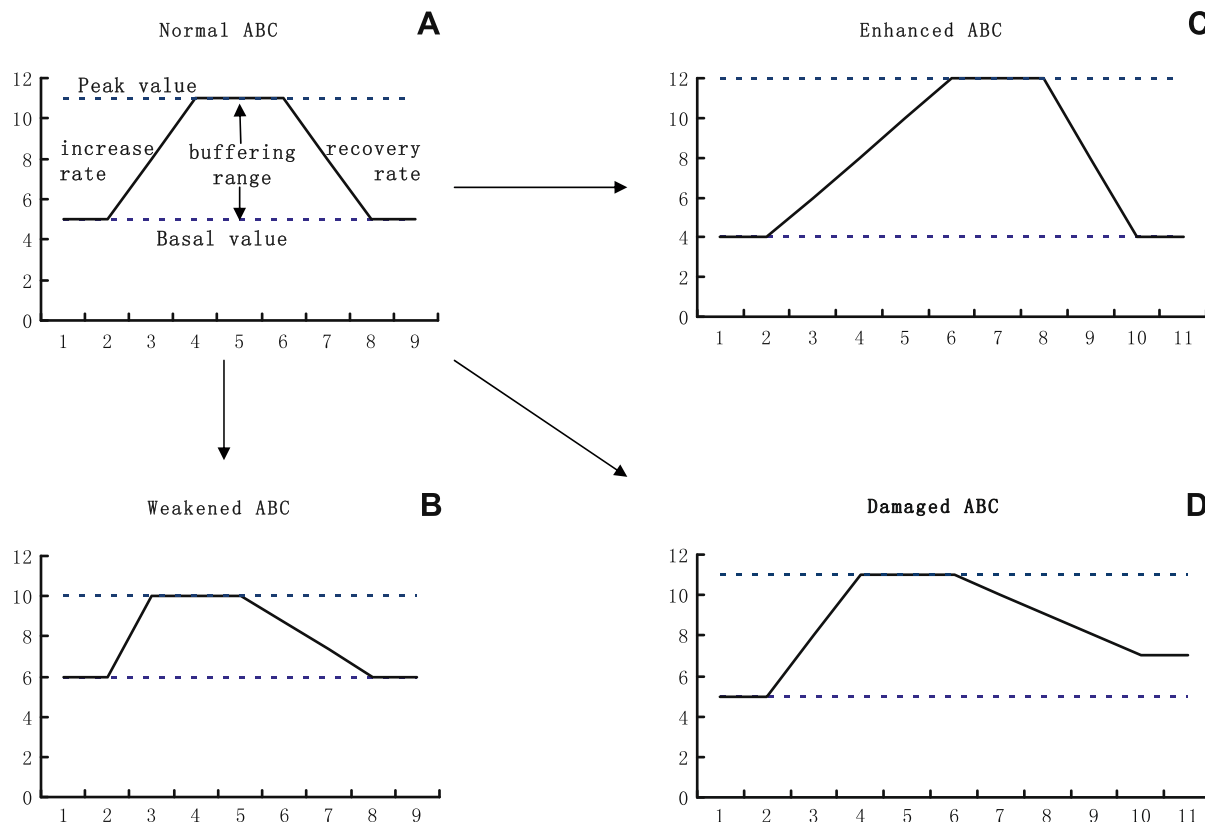 Normal ABC
A
12
10
8
6
4
2
0
Peak value
increase
rate
buffering
range
recovery
rate
Basal value
1 2 3 4 5 6 7 8 9
Enhanced ABC
C
12
10
8
6
4
2
0
1 2 3 4 5 6 7 8 9 10 11
Weakened ABC
B
12
10
8
6
4
2
0
1 2 3 4 5 6 7 8 9
Damaged ABC
D
12
10
8
6
4
2
0
1 2 3 4 5 6 7 8 9 10 11